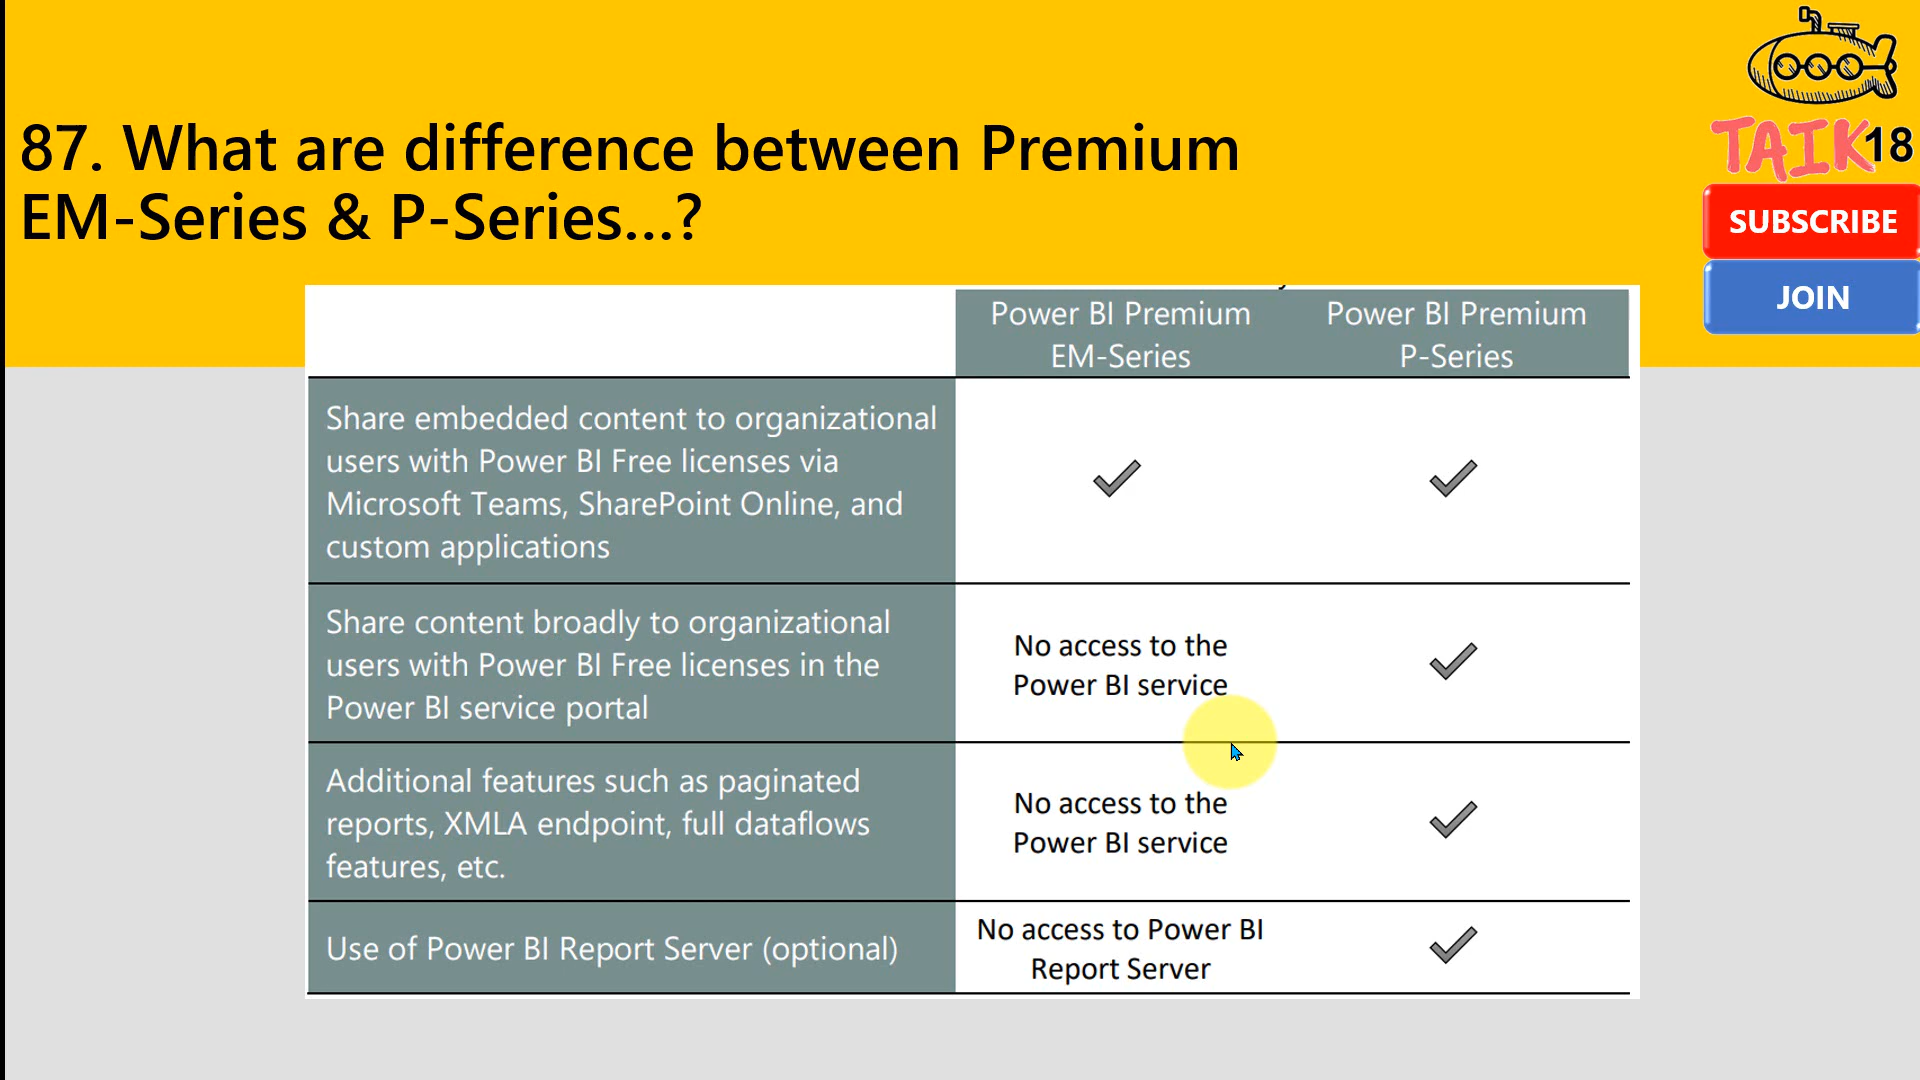 87. What are difference between Premium
EM-Series & P-Series...?
TAIK18
SUBSCRIBE
JOIN
Power BI Premium
EM-Series
Power BI Premium
P-Series
Share embedded content to organizational
users with Power BI Free licenses via
Microsoft Teams, SharePoint Online, and
custom applications
Share content broadly to organizational
users with Power BI Free licenses in the
Power BI service portal
No access to the
Power BI service
Additional features such as paginated
reports, XMLA endpoint, full dataflows
features, etc.
No access to the
Power BI service
Use of Power BI Report Server (optional)
No access to Power BI
Report Server